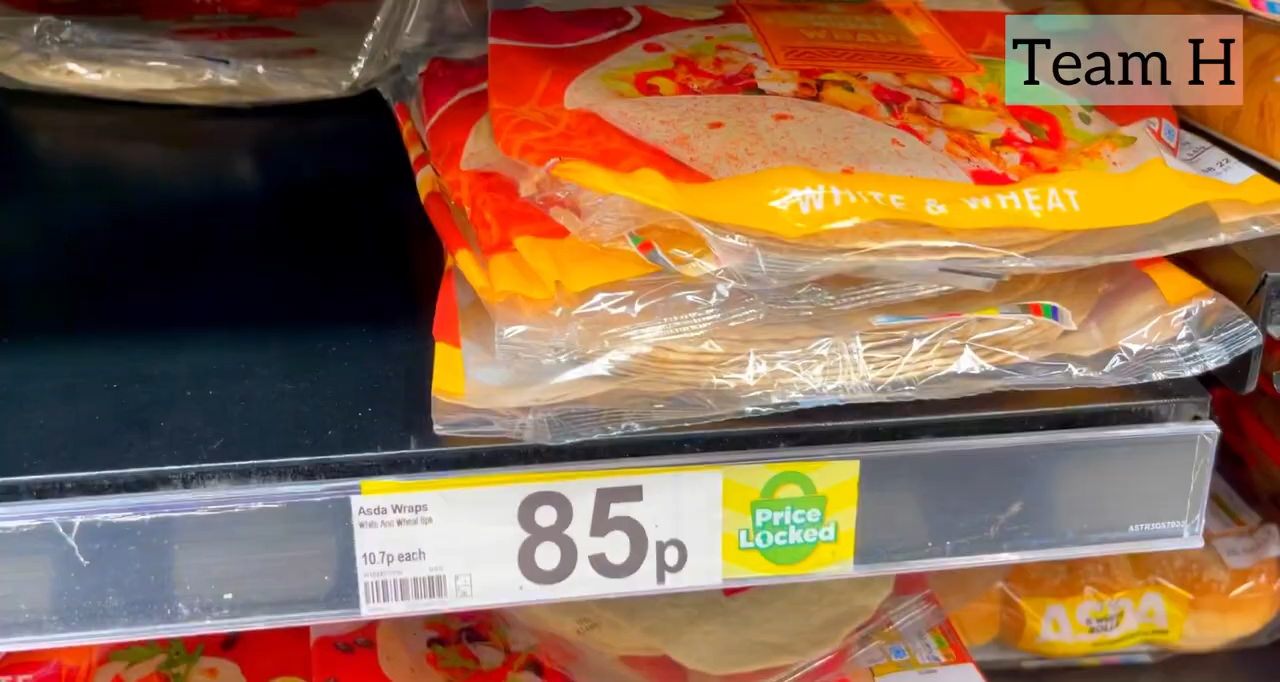 Team H
WHITE & WHEAT
Asda Wraps
White And Wheat 8pk
10.7p each
85p
Price
Locked
ASDA